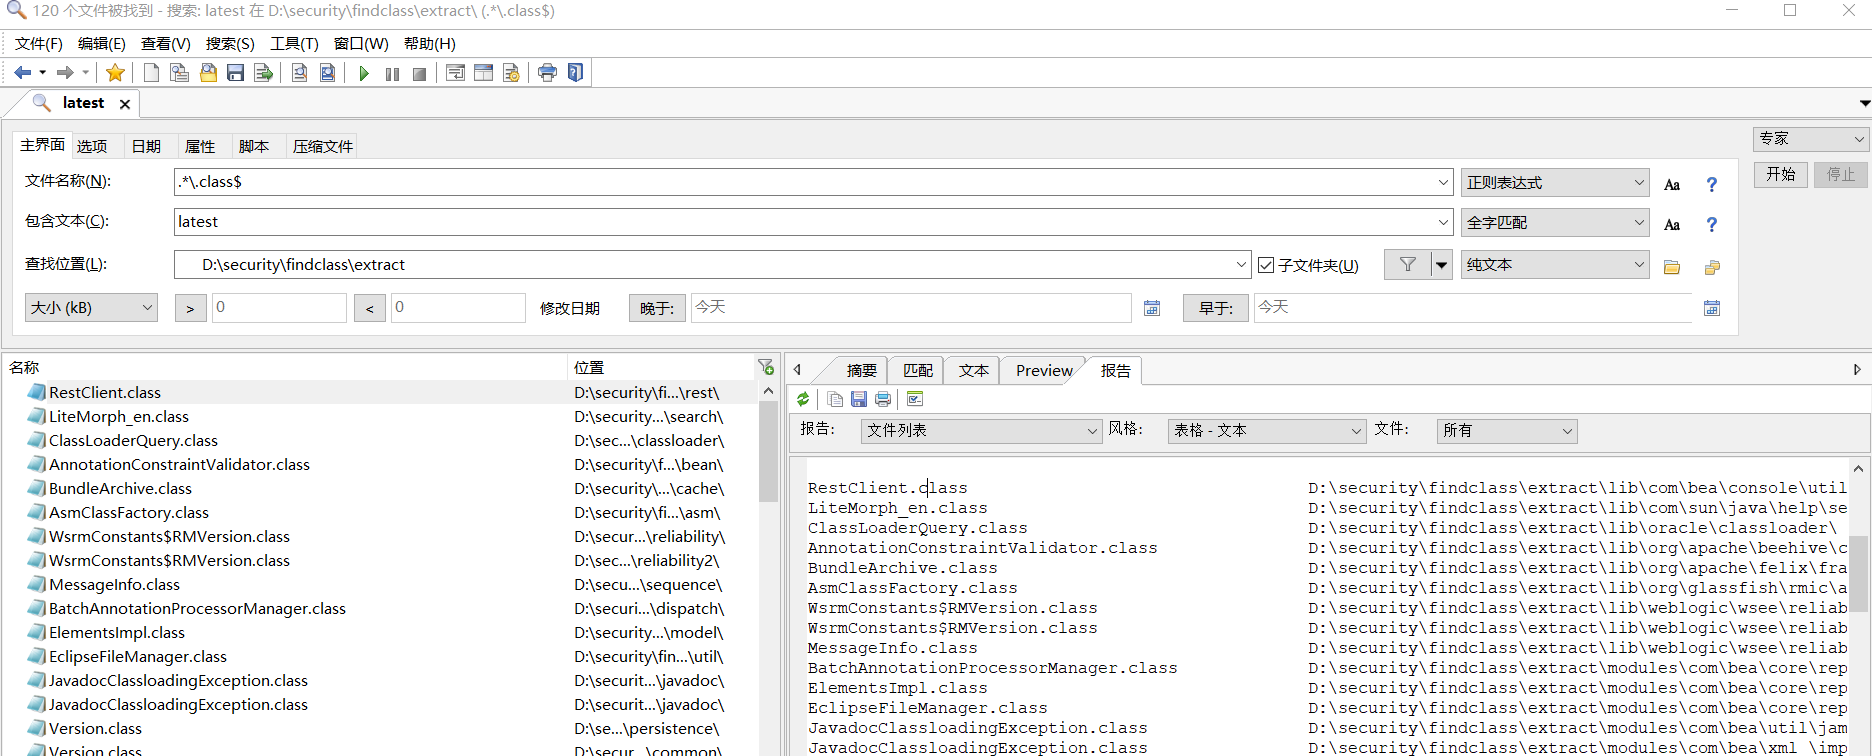 120 个文件被找到 - 搜索: latest 在 D:\security\findclass\extract\ (.*\.class$)
文件(F) 编辑(E) 查看(V) 搜索(S) 工具(T) 窗口(W) 帮助(H)
latest
主界面 选项 日期 属性 脚本 压缩文件 专家
文件名称(N): .*\.class$ 正则表达式 Aa ? 开始 停止
包含文本(C): latest 全字匹配 Aa ?
查找位置(L): D:\security\findclass\extract 子文件夹(U) 纯文本
大小 (kB) > 0 < 0 修改日期 晚于: 今天 早于: 今天
名称 位置
RestClient.class D:\security\fi...\rest\
LiteMorph_en.class D:\security...\search\
ClassLoaderQuery.class D:\sec...\classloader\
AnnotationConstraintValidator.class D:\security\f...\bean\
BundleArchive.class D:\security\...\cache\
AsmClassFactory.class D:\security\fi...\asm\
WsrmConstants$RMVersion.class D:\secur...\reliability\
WsrmConstants$RMVersion.class D:\sec...\reliability2\
MessageInfo.class D:\secu...\sequence\
BatchAnnotationProcessorManager.class D:\securi...\dispatch\
ElementsImpl.class D:\security...\model\
EclipseFileManager.class D:\security\fin...\util\
JavadocClassloadingException.class D:\securit...\javadoc\
JavadocClassloadingException.class D:\securit...\javadoc\
Version.class D:\se...\persistence\
Version.class D:\secur...\common\
摘要 匹配 文本 Preview 报告
报告: 文件列表 风格: 表格 - 文本 文件: 所有
RestClient.class D:\security\findclass\extract\lib\com\bea\console\util
LiteMorph_en.class D:\security\findclass\extract\lib\com\sun\java\help\se
ClassLoaderQuery.class D:\security\findclass\extract\lib\oracle\classloader\
AnnotationConstraintValidator.class D:\security\findclass\extract\lib\org\apache\beehive\c
BundleArchive.class D:\security\findclass\extract\lib\org\apache\felix\fra
AsmClassFactory.class D:\security\findclass\extract\lib\org\glassfish\rmic\a
WsrmConstants$RMVersion.class D:\security\findclass\extract\lib\weblogic\wsee\reliab
WsrmConstants$RMVersion.class D:\security\findclass\extract\lib\weblogic\wsee\reliab
MessageInfo.class D:\security\findclass\extract\lib\weblogic\wsee\reliab
BatchAnnotationProcessorManager.class D:\security\findclass\extract\modules\com\bea\core\rep
ElementsImpl.class D:\security\findclass\extract\modules\com\bea\core\rep
EclipseFileManager.class D:\security\findclass\extract\modules\com\bea\core\rep
JavadocClassloadingException.class D:\security\findclass\extract\modules\com\bea\util\jam
JavadocClassloadingException.class D:\security\findclass\extract\modules\com\bea\xml_\imp